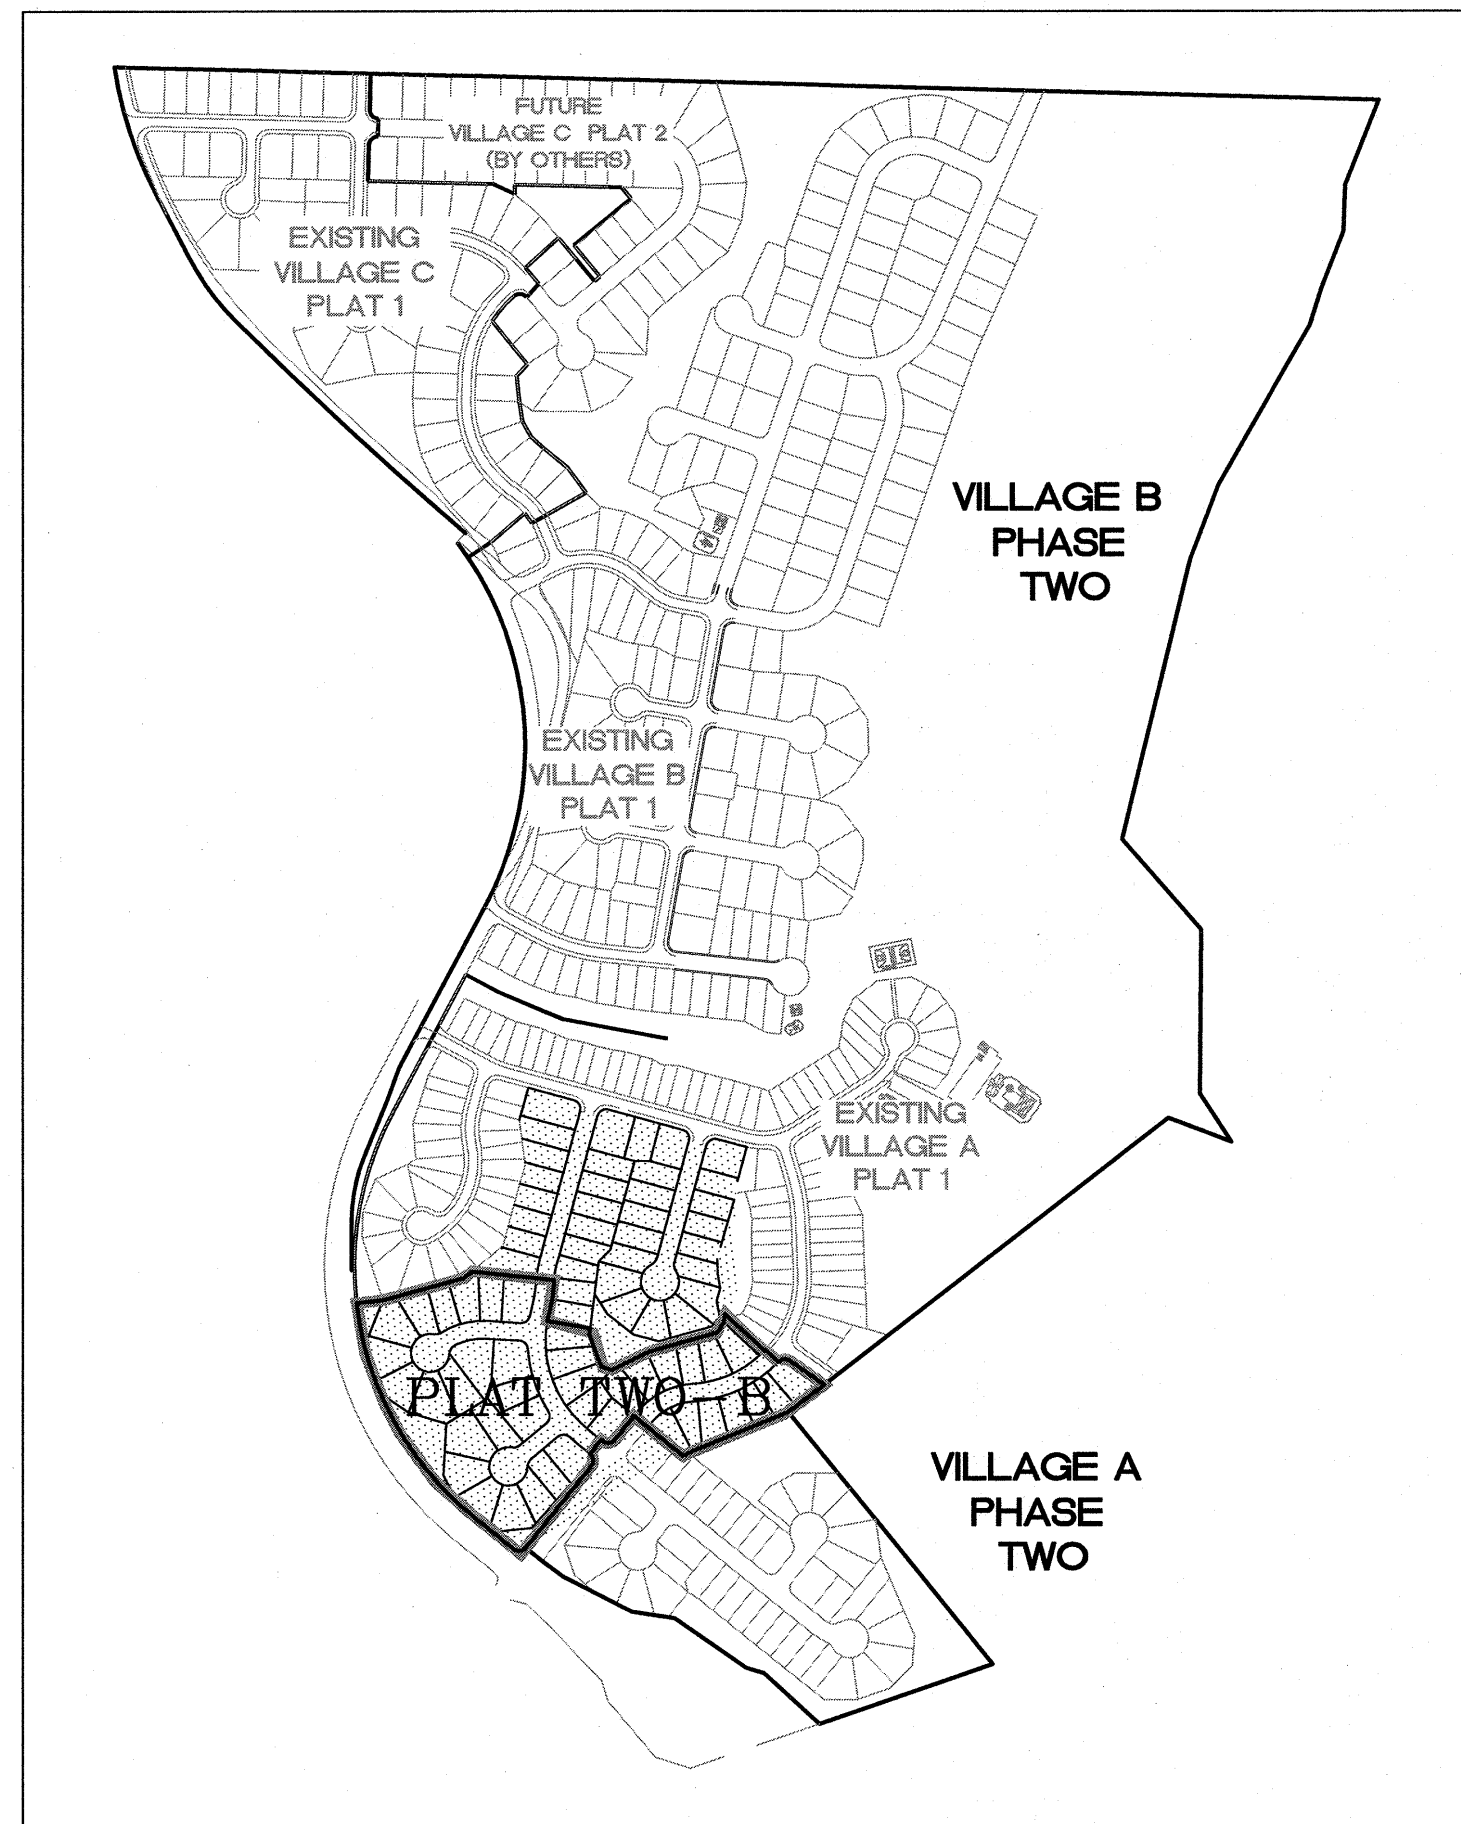 FUTURE
VILLAGE C PLAT 2
(BY OTHERS)
EXISTING
VILLAGE C
PLAT 1
VILLAGE B
PHASE
TWO
EXISTING
VILLAGE B
PLAT 1
EXISTING
VILLAGE A
PLAT 1
PLAT TWO-B
VILLAGE A
PHASE
TWO